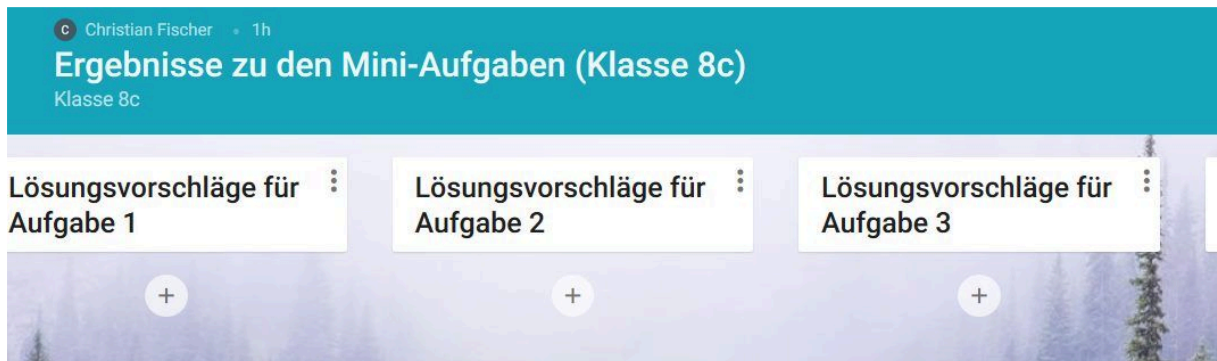 C Christian Fischer • 1h
Ergebnisse zu den Mini-Aufgaben (Klasse 8c)
Klasse 8c
Lösungsvorschläge für
Aufgabe 1
Lösungsvorschläge für
Aufgabe 2
Lösungsvorschläge für
Aufgabe 3